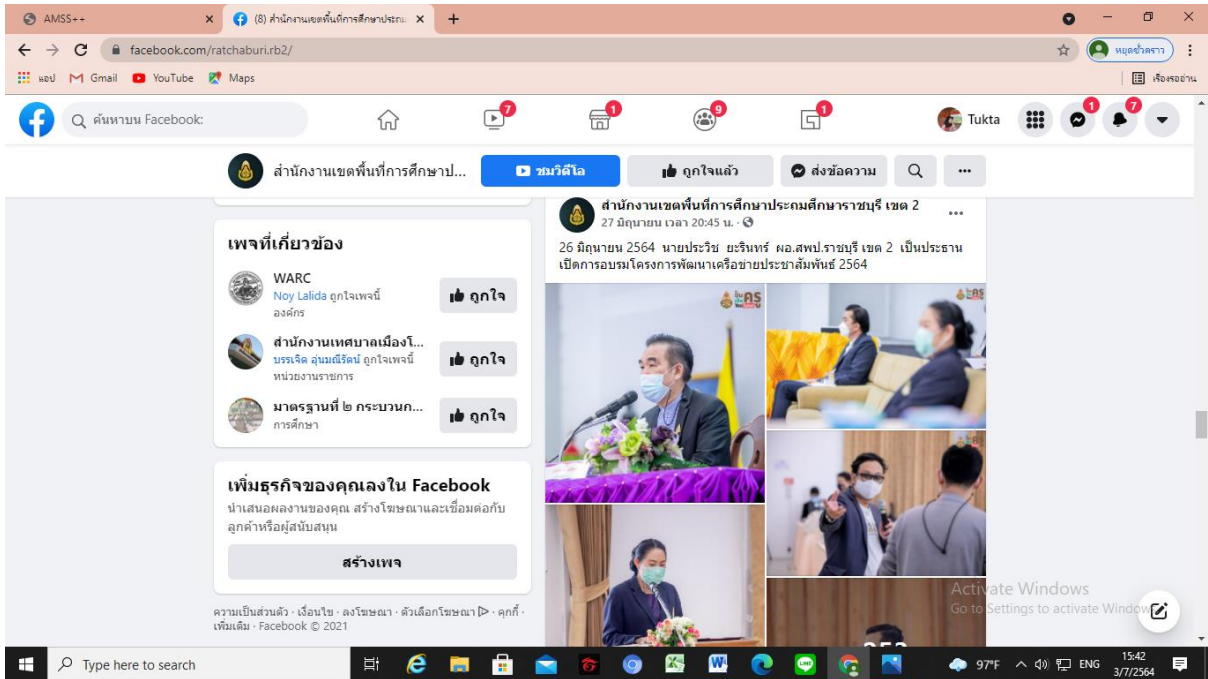 AMSS++
(8) สำนักงานเขตพื้นที่การศึกษาประถม
facebook.com/ratchaburi.rb2/
หยุดชั่วคราว
แอป
Gmail
YouTube
Maps
เรื่องรออ่าน
ค้นหาบน Facebook:
7
1
9
1
Tukta
1
7
สำนักงานเขตพื้นที่การศึกษาป...
ชมวิดีโอ
ถูกใจแล้ว
ส่งข้อความ
เพจที่เกี่ยวข้อง
WARC
Noy Lalida ถูกใจเพจนี้
องค์กร
ถูกใจ
สำนักงานเทศบาลเมืองโ...
บรรเจิด อุ่นมณีรัตน์ ถูกใจเพจนี้
หน่วยงานราชการ
ถูกใจ
มาตรฐานที่ ๒ กระบวนก...
การศึกษา
ถูกใจ
เพิ่มธุรกิจของคุณลงใน Facebook
นำเสนอผลงานของคุณ สร้างโฆษณาและเชื่อมต่อกับ
ลูกค้าหรือผู้สนับสนุน
สร้างเพจ
ความเป็นส่วนตัว · เงื่อนไข · ลงโฆษณา · ตัวเลือกโฆษณา · คุกกี้ ·
เพิ่มเติม · Facebook © 2021
สำนักงานเขตพื้นที่การศึกษาประถมศึกษาราชบุรี เขต 2
27 มิถุนายน เวลา 20:45 น. ·
26 มิถุนายน 2564 นายประวิช ยะรินทร์ ผอ.สพป.ราชบุรี เขต 2 เป็นประธาน
เปิดการอบรมโครงการพัฒนาเครือข่ายประชาสัมพันธ์ 2564
Activate Windows
Go to Settings to activate Windows
Type here to search
97°F
ENG
15:42
3/7/2564